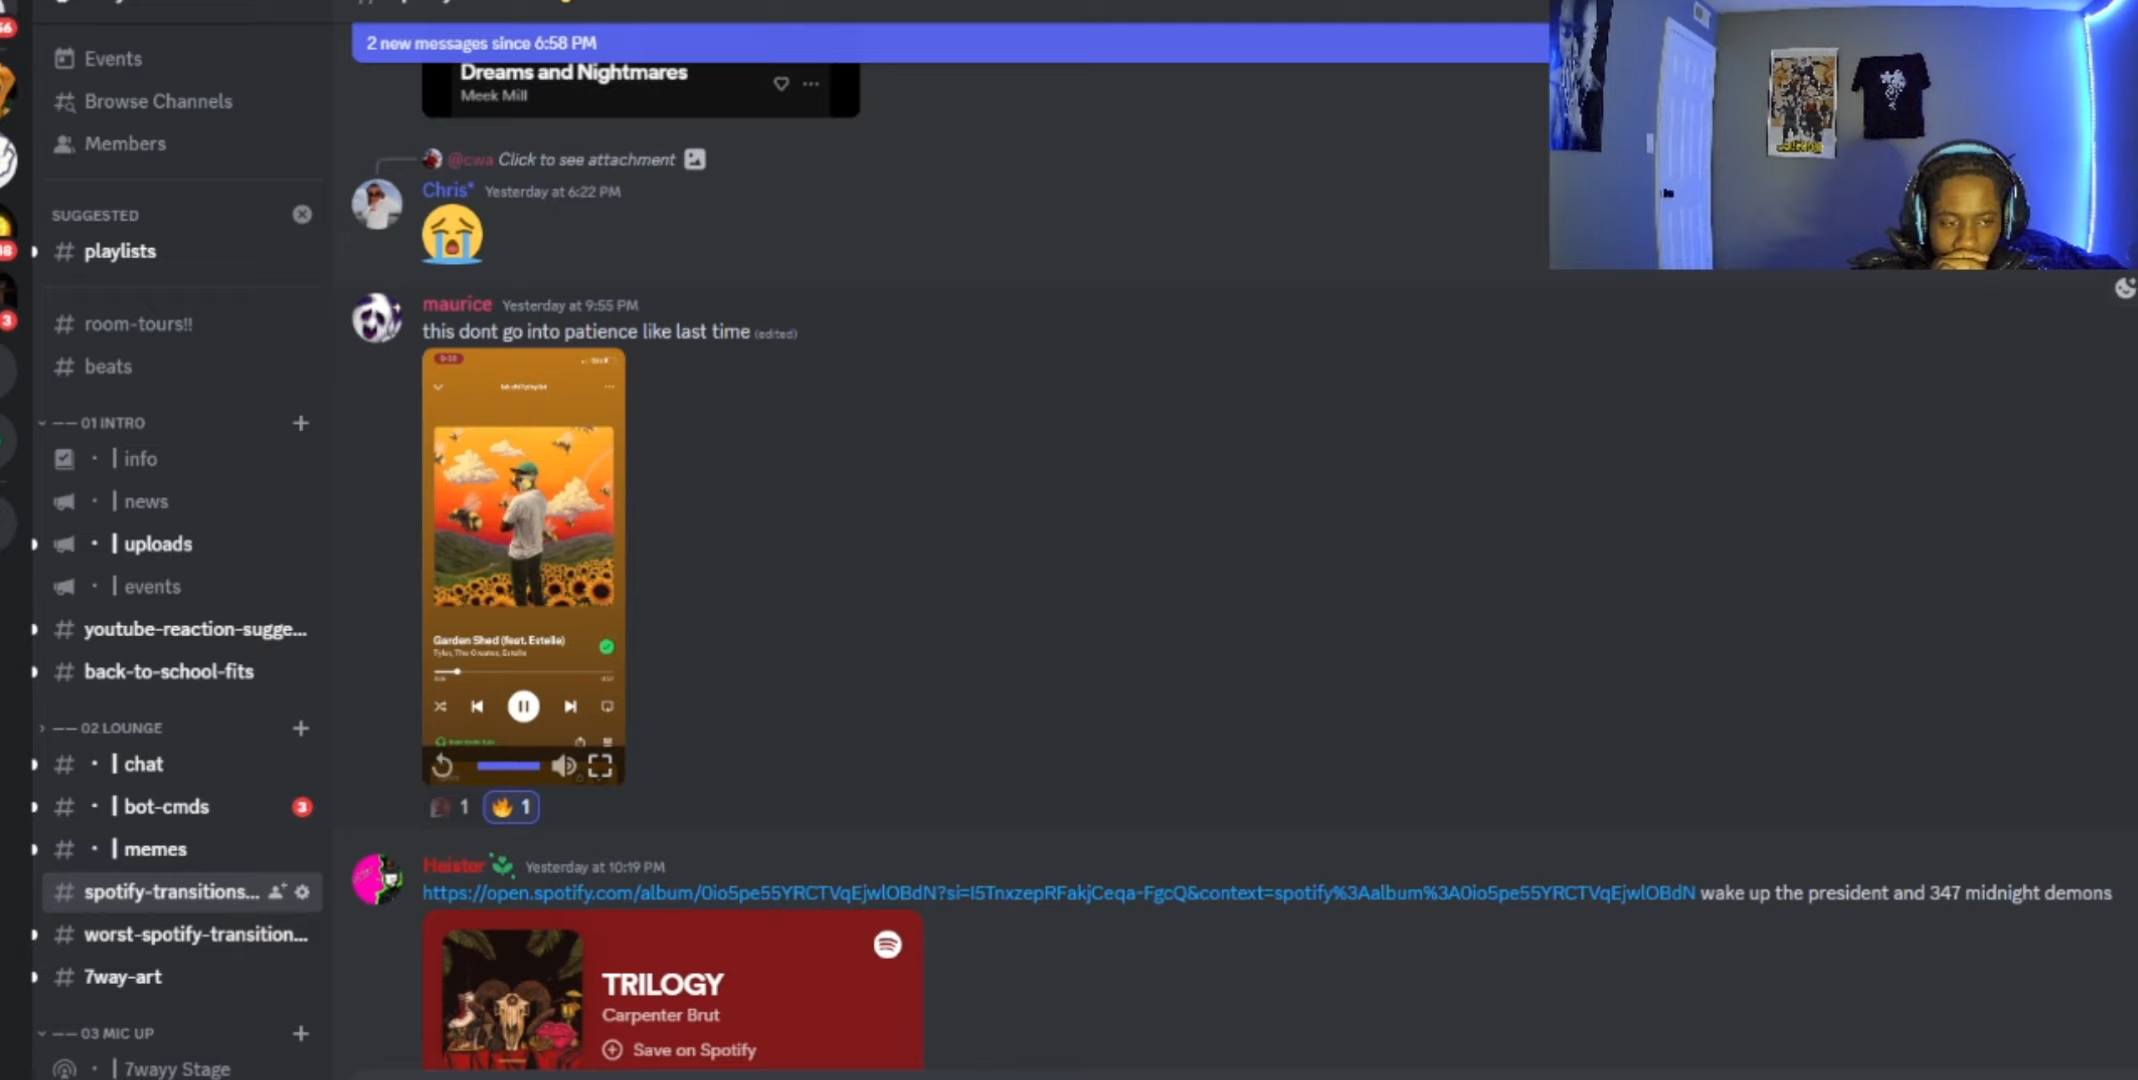 Events
Browse Channels
Members
SUGGESTED
playlists
room-tours!!
beats
01 INTRO
info
news
uploads
events
youtube-reaction-sugge...
back-to-school-fits
02 LOUNGE
chat
bot-cmds 3
memes
spotify-transitions...
worst-spotify-transition...
7way-art
03 MIC UP
7wayy Stage
2 new messages since 6:58 PM
Dreams and Nightmares
Meek Mill
@cwa Click to see attachment
Chris* Yesterday at 6:22 PM
maurice Yesterday at 9:55 PM
this dont go into patience like last time (edited)
Garden Shed (feat. Estelle)
Tyler, The Creator, Estelle
1 1
Heister Yesterday at 10:19 PM
https://open.spotify.com/album/0io5pe55YRCTVqEjwlOBdN?si=I5TnxzepRFakjCeqa-FgcQ&context=spotify%3Aalbum%3A0io5pe55YRCTVqEjwlOBdN wake up the president and 347 midnight demons
TRILOGY
Carpenter Brut
Save on Spotify